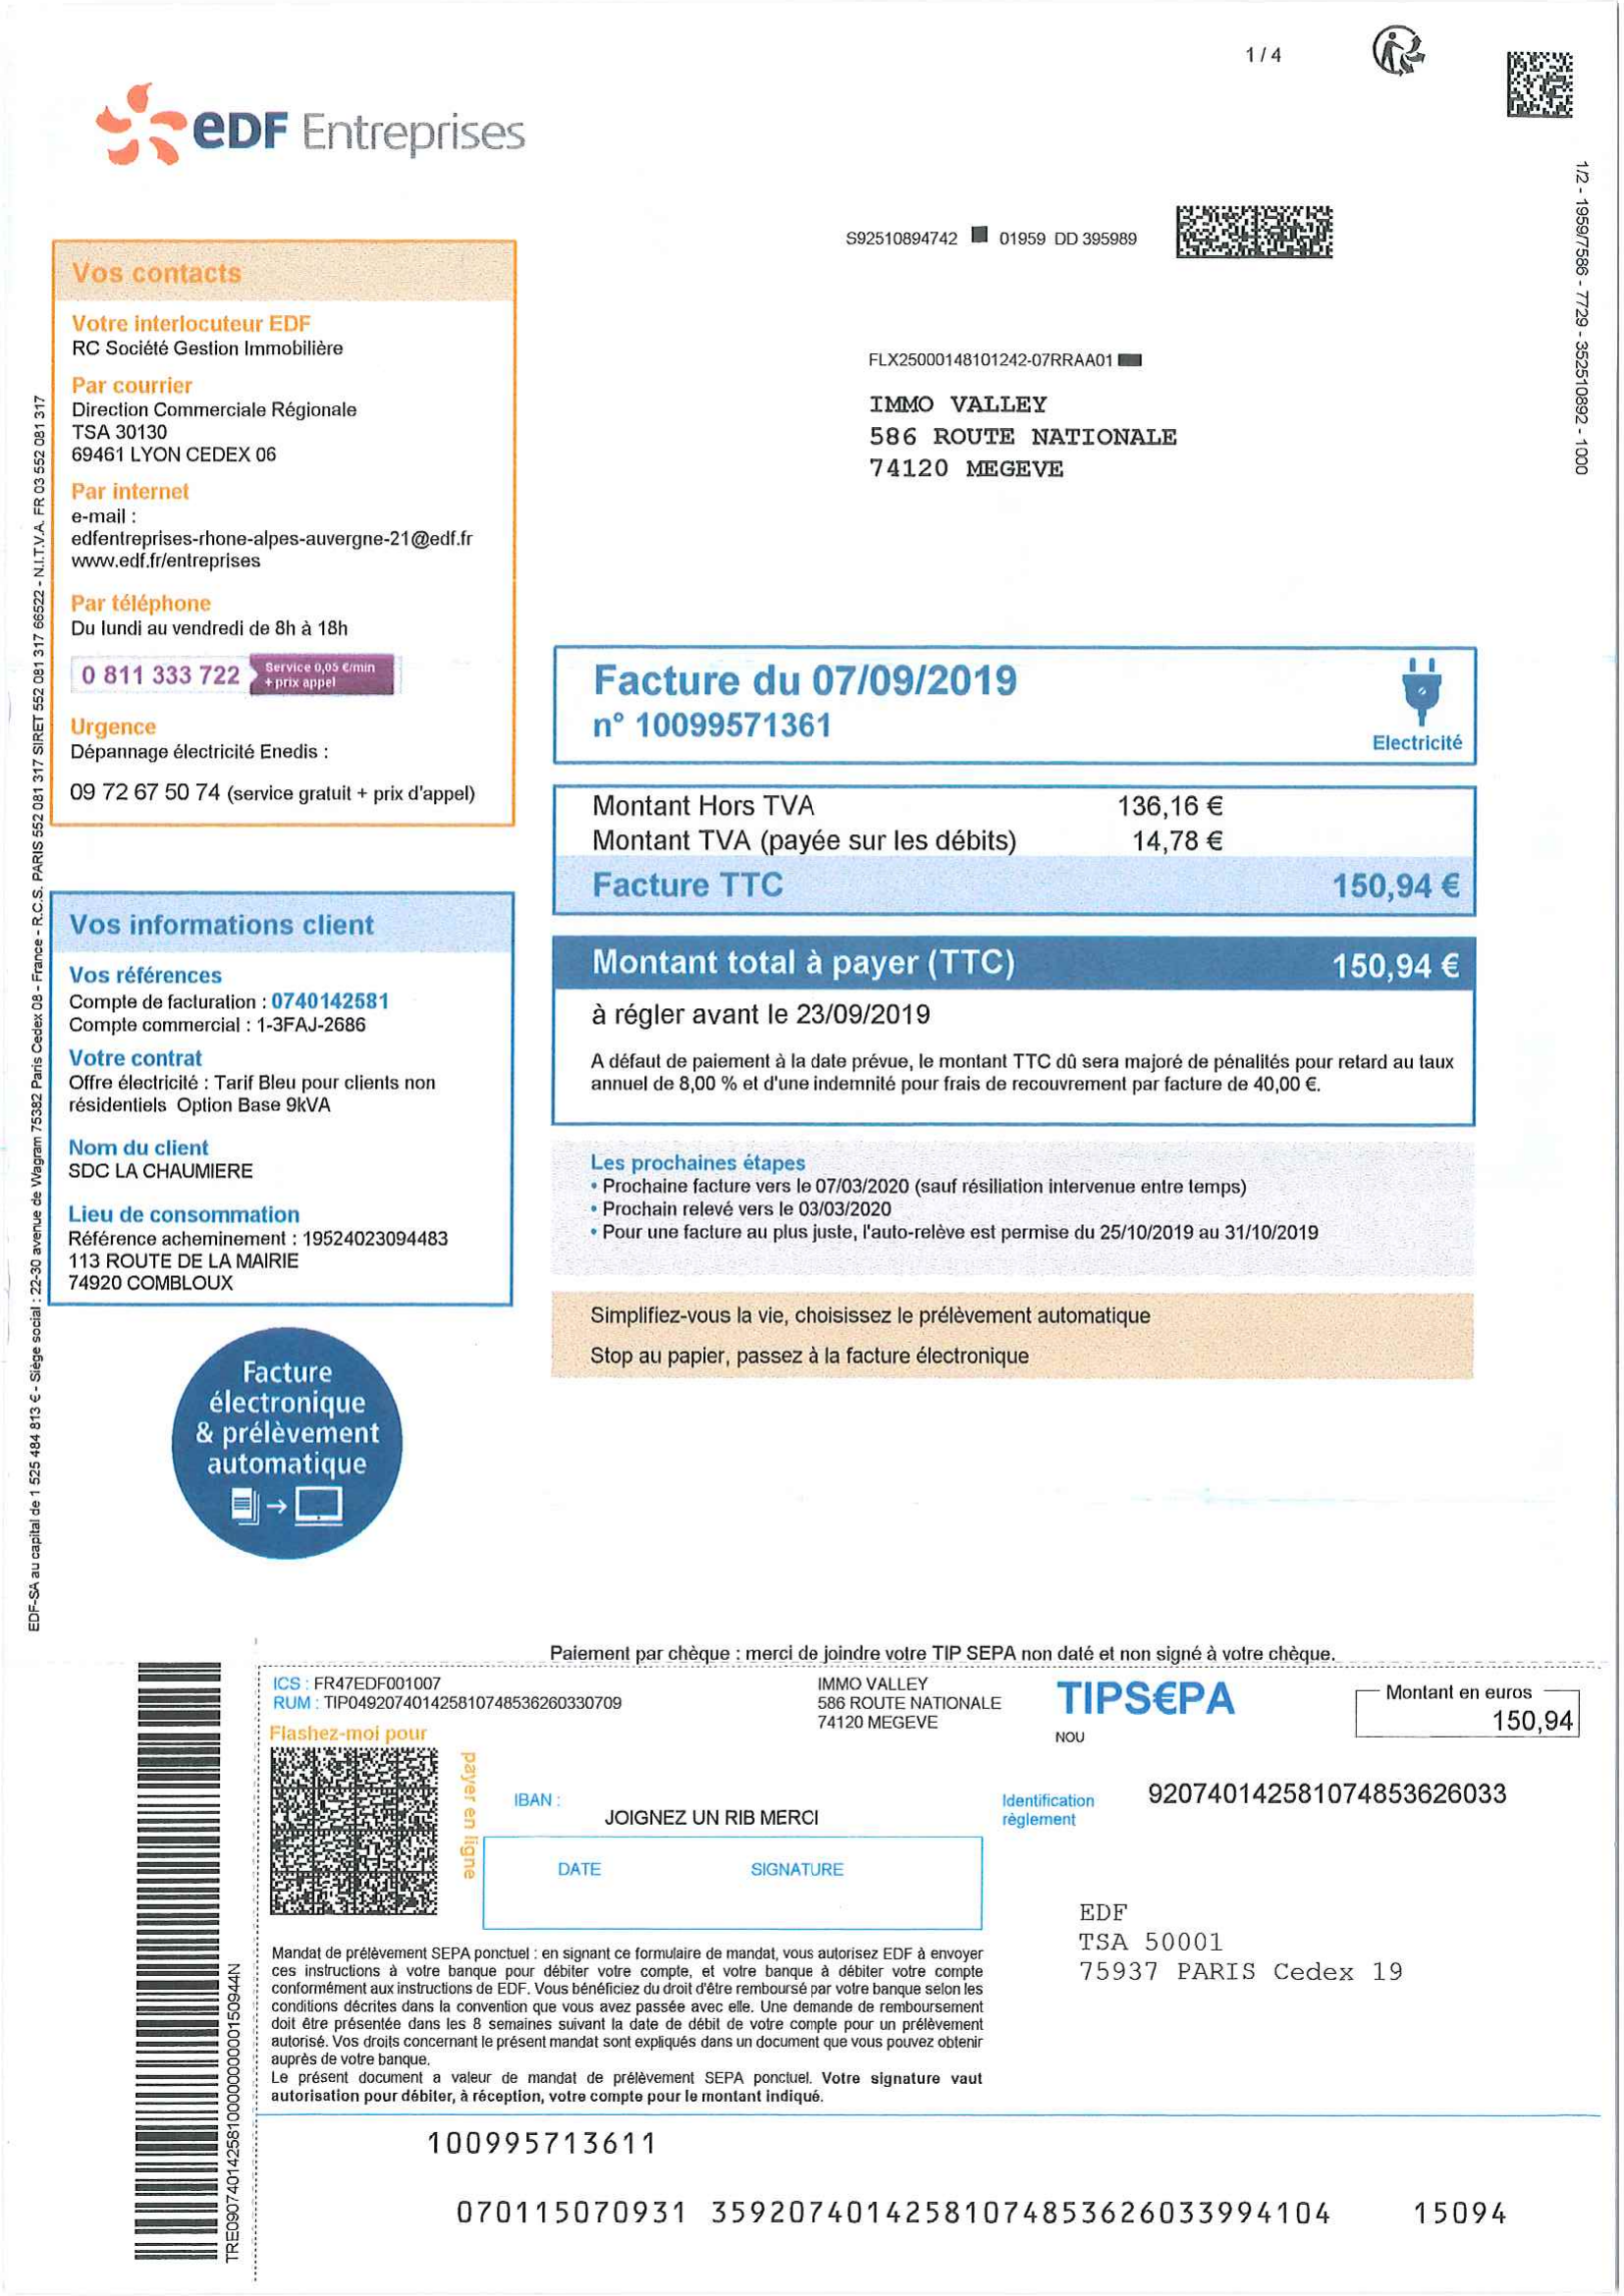 1 / 4
eDF Entreprises
1/2 - 1959/7586 - 7729 - 352510892 - 1000
S92510894742 01959 DD 395989
Vos contacts
Votre interlocuteur EDF
RC Société Gestion Immobilière
Par courrier
Direction Commerciale Régionale
TSA 30130
69461 LYON CEDEX 06
Par internet
e-mail :
edfentreprises-rhone-alpes-auvergne-21@edf.fr
www.edf.fr/entreprises
Par téléphone
Du lundi au vendredi de 8h à 18h
0 811 333 722 Service 0,05 €/min
+ prix appel
Urgence
Dépannage électricité Enedis :
09 72 67 50 74 (service gratuit + prix d'appel)
FLX25000148101242-07RRAA01
IMMO VALLEY
586 ROUTE NATIONALE
74120 MEGEVE
Facture du 07/09/2019
n° 10099571361
Electricité
Montant Hors TVA 136,16 €
Montant TVA (payée sur les débits) 14,78 €
Facture TTC 150,94 €
Montant total à payer (TTC) 150,94 €
à régler avant le 23/09/2019
A défaut de paiement à la date prévue, le montant TTC dû sera majoré de pénalités pour retard au taux
annuel de 8,00 % et d'une indemnité pour frais de recouvrement par facture de 40,00 €.
Vos informations client
Vos références
Compte de facturation : 0740142581
Compte commercial : 1-3FAJ-2686
Votre contrat
Offre électricité : Tarif Bleu pour clients non
résidentiels Option Base 9kVA
Nom du client
SDC LA CHAUMIERE
Lieu de consommation
Référence acheminement : 19524023094483
113 ROUTE DE LA MAIRIE
74920 COMBLOUX
Les prochaines étapes
• Prochaine facture vers le 07/03/2020 (sauf résiliation intervenue entre temps)
• Prochain relevé vers le 03/03/2020
• Pour une facture au plus juste, l'auto-relève est permise du 25/10/2019 au 31/10/2019
Simplifiez-vous la vie, choisissez le prélèvement automatique
Stop au papier, passez à la facture électronique
Facture
électronique
& prélèvement
automatique
EDF-SA au capital de 1 525 484 813 € - Siège social : 22-30 avenue de Wagram 75382 Paris Cedex 08 - France - R.C.S. PARIS 552 081 317 SIRET 552 081 317 66522 - N.I.T.V.A. FR 03 552 081 317
Paiement par chèque : merci de joindre votre TIP SEPA non daté et non signé à votre chèque.
ICS : FR47EDF001007
RUM : TIP04920740142581074853626033​0709
Flashez-moi pour
payer en ligne
IMMO VALLEY
586 ROUTE NATIONALE
74120 MEGEVE
TIPS€PA
NOU
Montant en euros
150,94
IBAN :
JOIGNEZ UN RIB MERCI
Identification
règlement
920740142581074853626033
DATE SIGNATURE
EDF
TSA 50001
75937 PARIS Cedex 19
Mandat de prélèvement SEPA ponctuel : en signant ce formulaire de mandat, vous autorisez EDF à envoyer
ces instructions à votre banque pour débiter votre compte, et votre banque à débiter votre compte
conformément aux instructions de EDF. Vous bénéficiez du droit d'être remboursé par votre banque selon les
conditions décrites dans la convention que vous avez passée avec elle. Une demande de remboursement
doit être présentée dans les 8 semaines suivant la date de débit de votre compte pour un prélèvement
autorisé. Vos droits concernant le présent mandat sont expliqués dans un document que vous pouvez obtenir
auprès de votre banque.
Le présent document a valeur de mandat de prélèvement SEPA ponctuel. Votre signature vaut
autorisation pour débiter, à réception, votre compte pour le montant indiqué.
TRE0907401425810000000015094​4N
100995713611
070115070931 35920740142581074853626033994104 15094